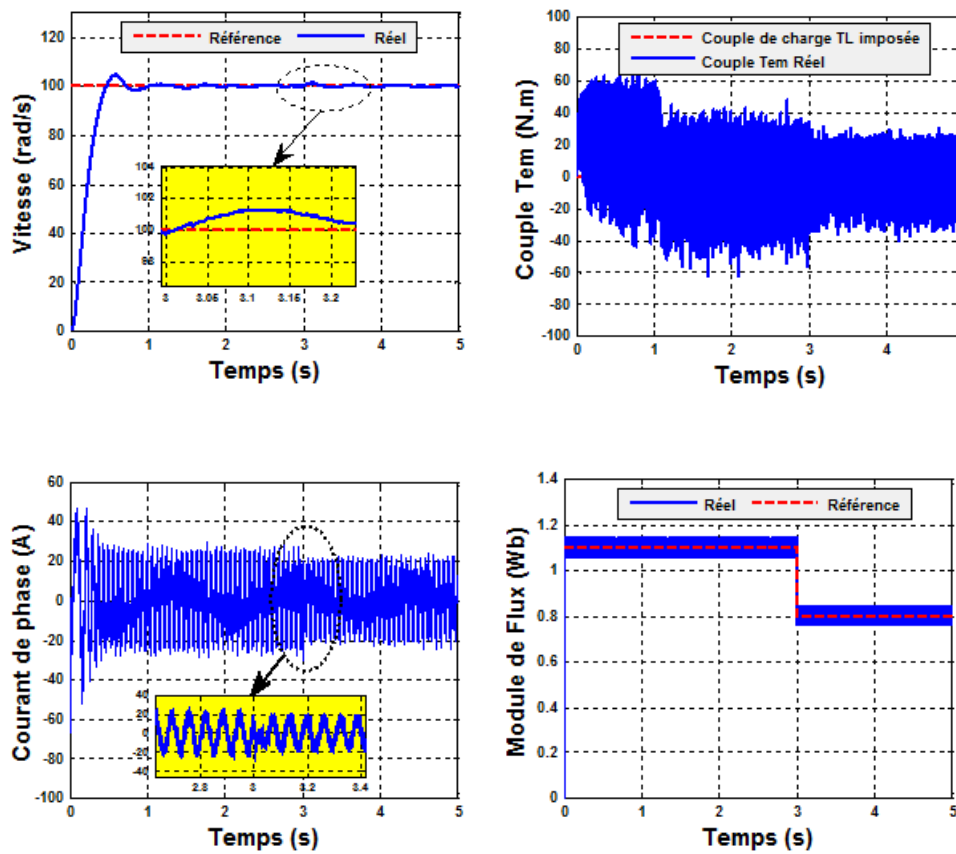 Référence Réel
120
100
80
60
40
20
0
Vitesse (rad/s)
104
102
100
98
3 3.05 3.1 3.15 3.2
0 1 2 3 4 5
Temps (s)
Couple de charge TL imposée
Couple Tem Réel
100
80
60
40
20
0
-20
-40
-60
-80
-100
Couple Tem (N.m)
0 1 2 3 4
Temps (s)
60
40
20
0
-20
-40
-60
-80
-100
Courant de phase (A)
40
20
0
-20
-40
2.8 3 3.2 3.4
0 1 2 3 4 5
Temps (s)
Réel Référence
1.4
1.2
1
0.8
0.6
0.4
0.2
0
Module de Flux (Wb)
0 1 2 3 4 5
Temps (s)